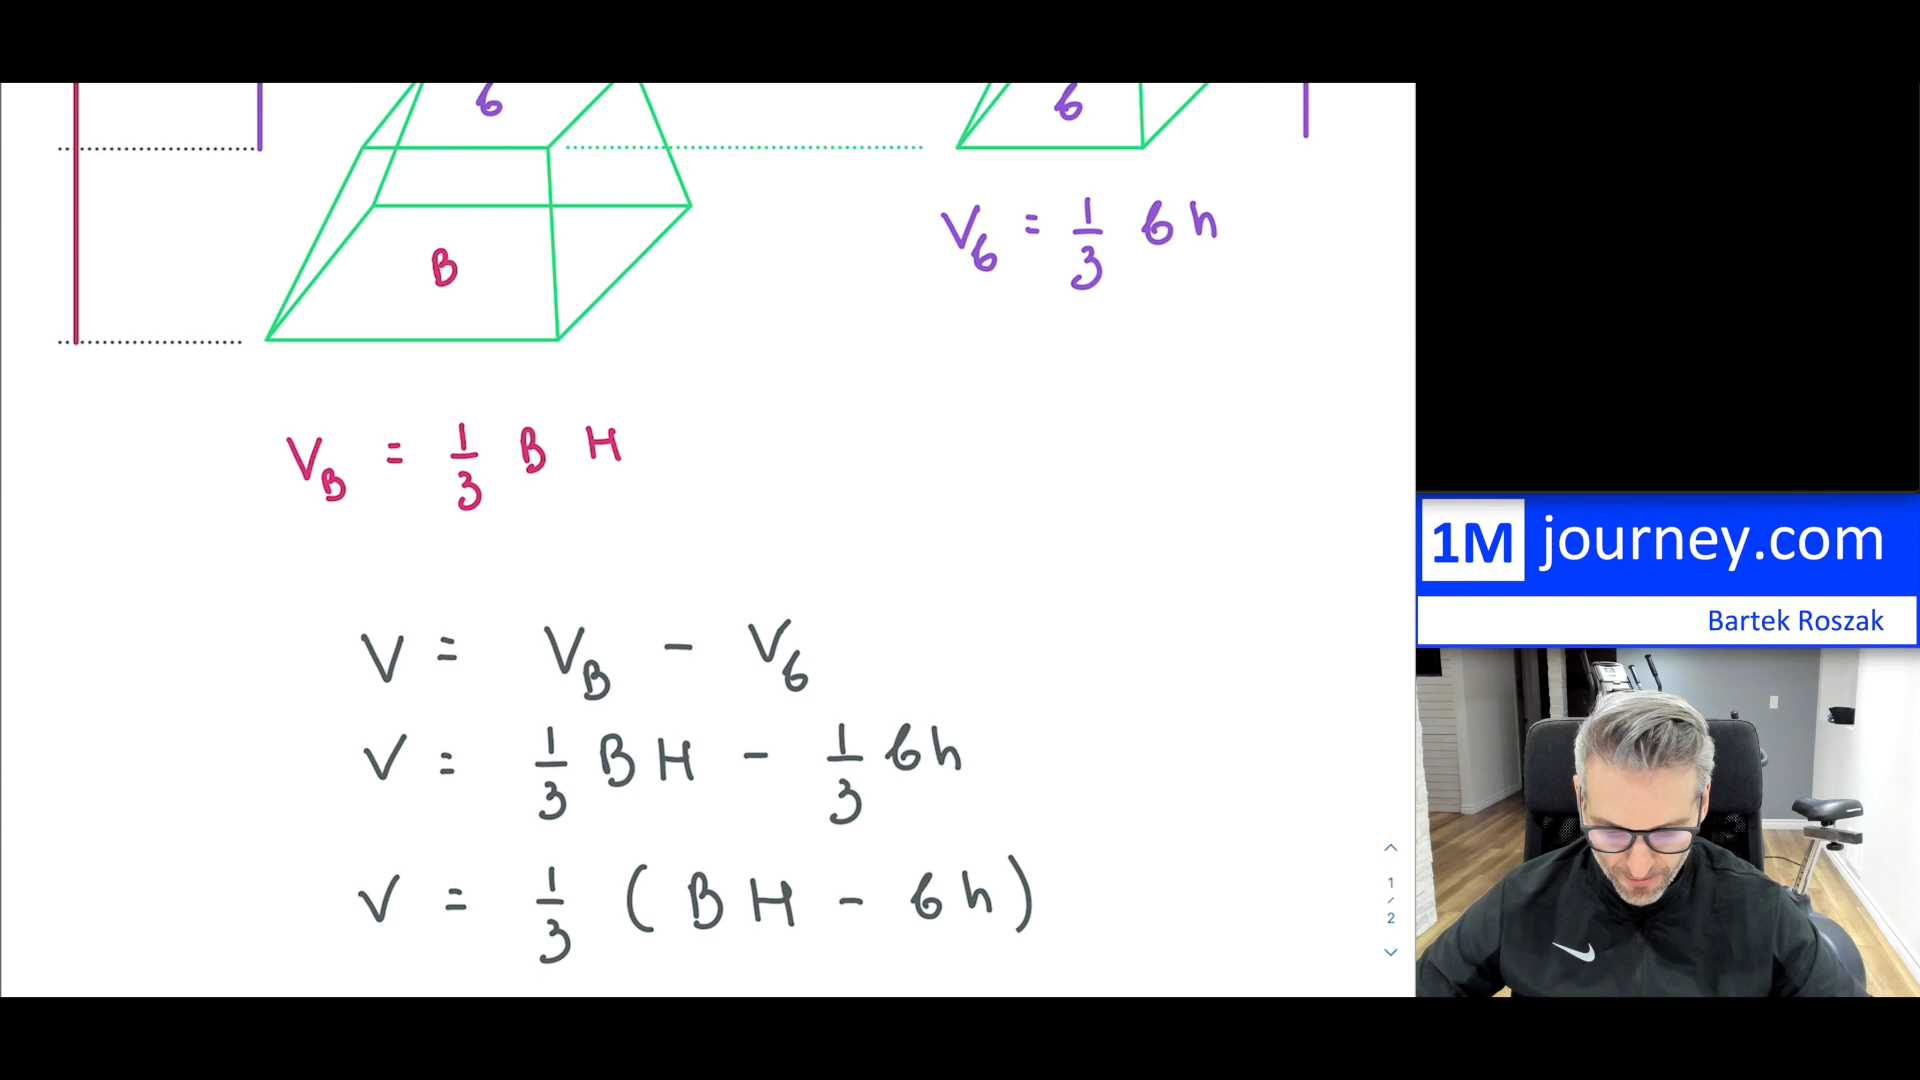 b b
V_b = 1/3 b h
B
V_B = 1/3 B H
V = V_B - V_b
V = 1/3 B H - 1/3 b h
V = 1/3 ( B H - b h )
1M journey.com
Bartek Roszak
1
/
2